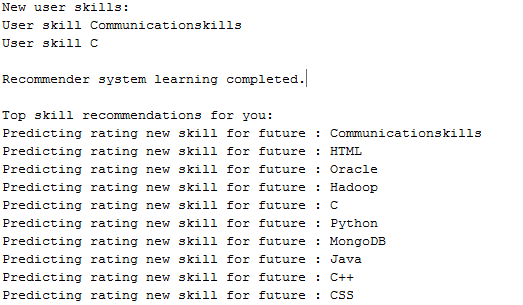 New user skills:
User skill Communicationskills
User skill C
Recommender system learning completed.
Top skill recommendations for you:
Predicting rating new skill for future : Communicationskills
Predicting rating new skill for future : HTML
Predicting rating new skill for future : Oracle
Predicting rating new skill for future : Hadoop
Predicting rating new skill for future : C
Predicting rating new skill for future : Python
Predicting rating new skill for future : MongoDB
Predicting rating new skill for future : Java
Predicting rating new skill for future : C++
Predicting rating new skill for future : CSS